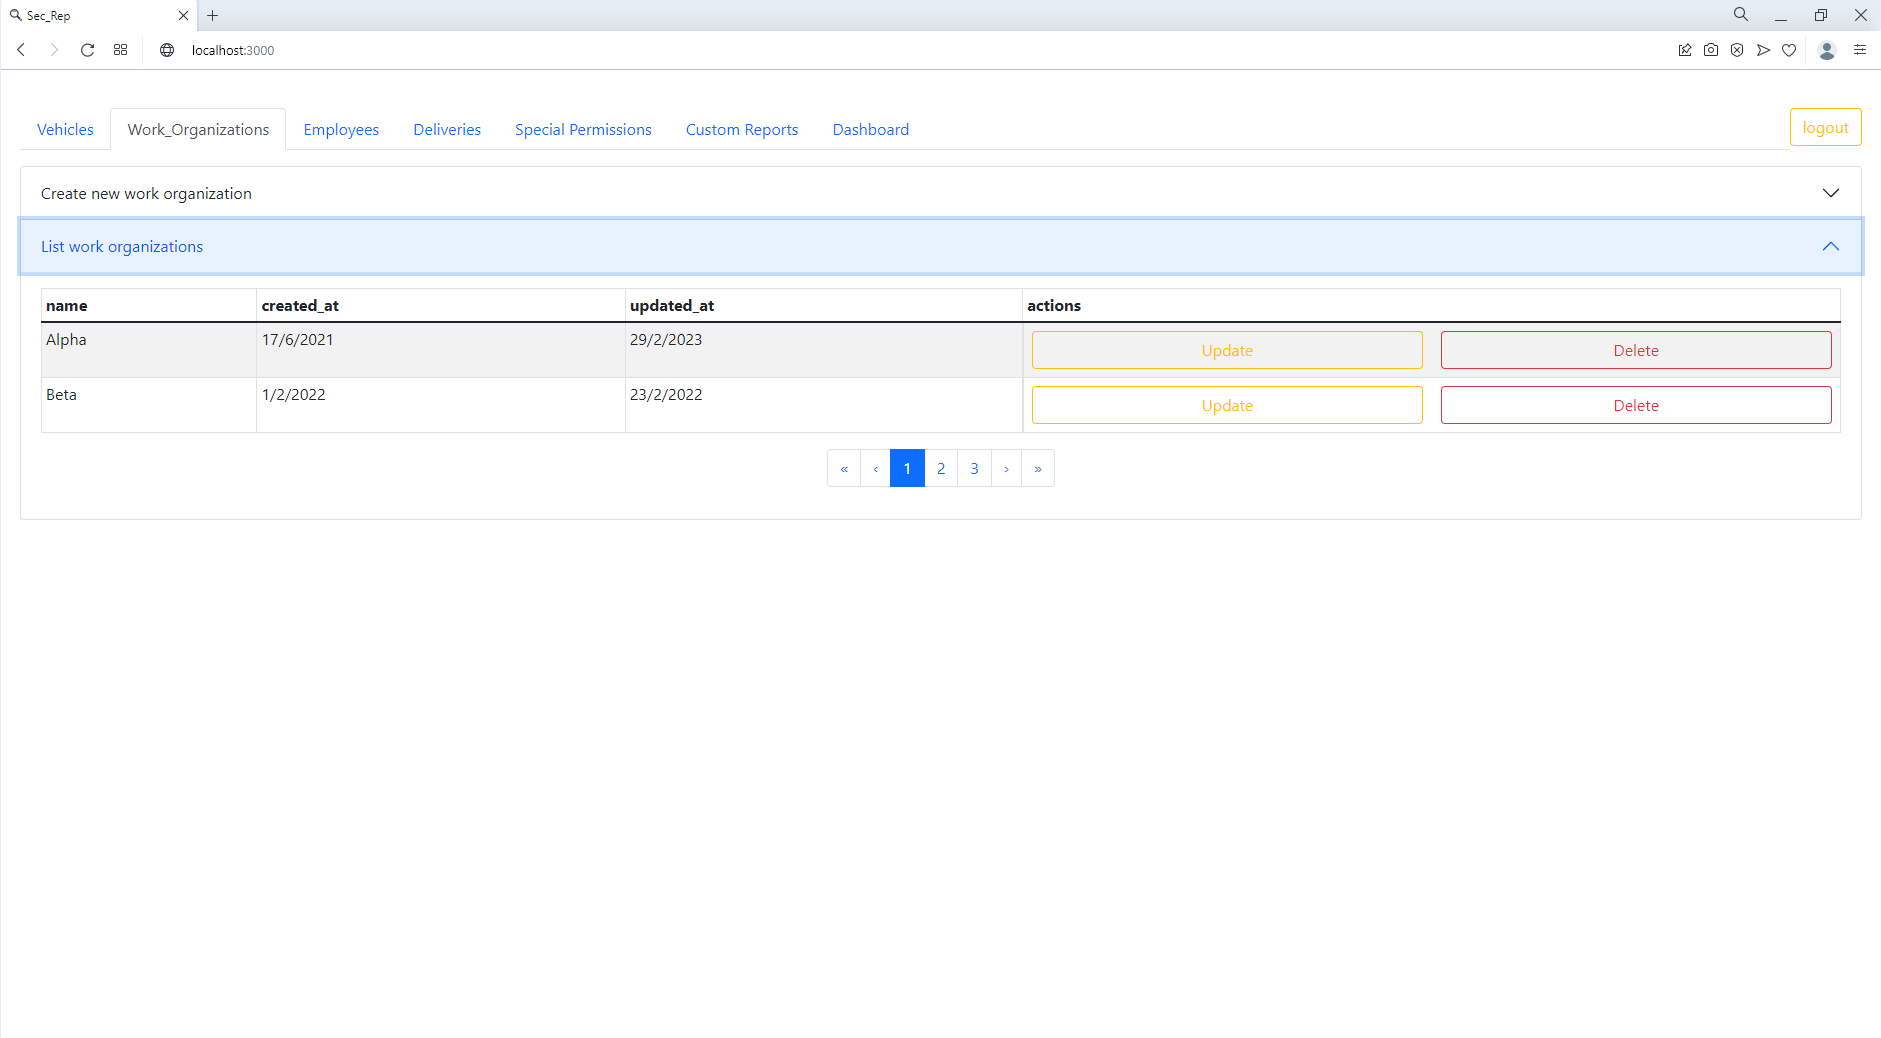 Sec_Rep
localhost:3000
Vehicles Work_Organizations Employees Deliveries Special Permissions Custom Reports Dashboard logout
Create new work organization
List work organizations
name created_at updated_at actions
Alpha 17/6/2021 29/2/2023 Update Delete
Beta 1/2/2022 23/2/2022 Update Delete
« ‹ 1 2 3 › »